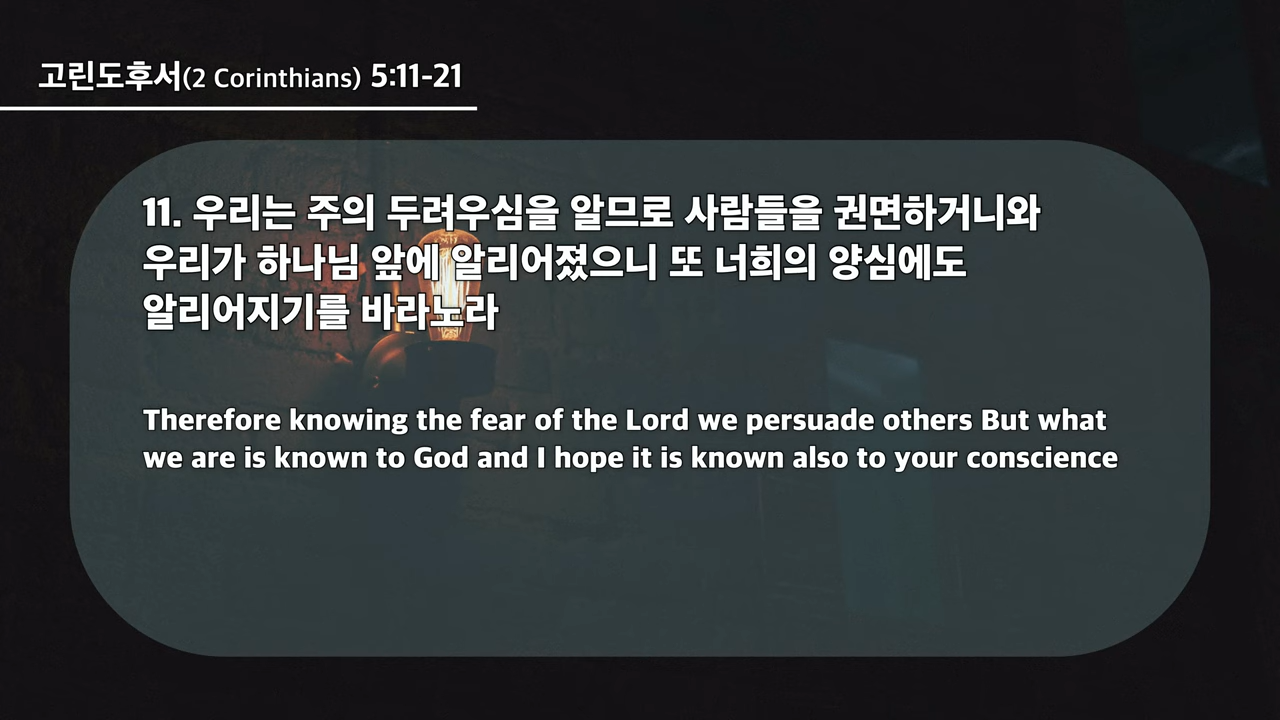 고린도후서(2 Corinthians) 5:11-21
11. 우리는 주의 두려우심을 알므로 사람들을 권면하거니와
우리가 하나님 앞에 알리어졌으니 또 너희의 양심에도
알리어지기를 바라노라
Therefore knowing the fear of the Lord we persuade others But what
we are is known to God and I hope it is known also to your conscience